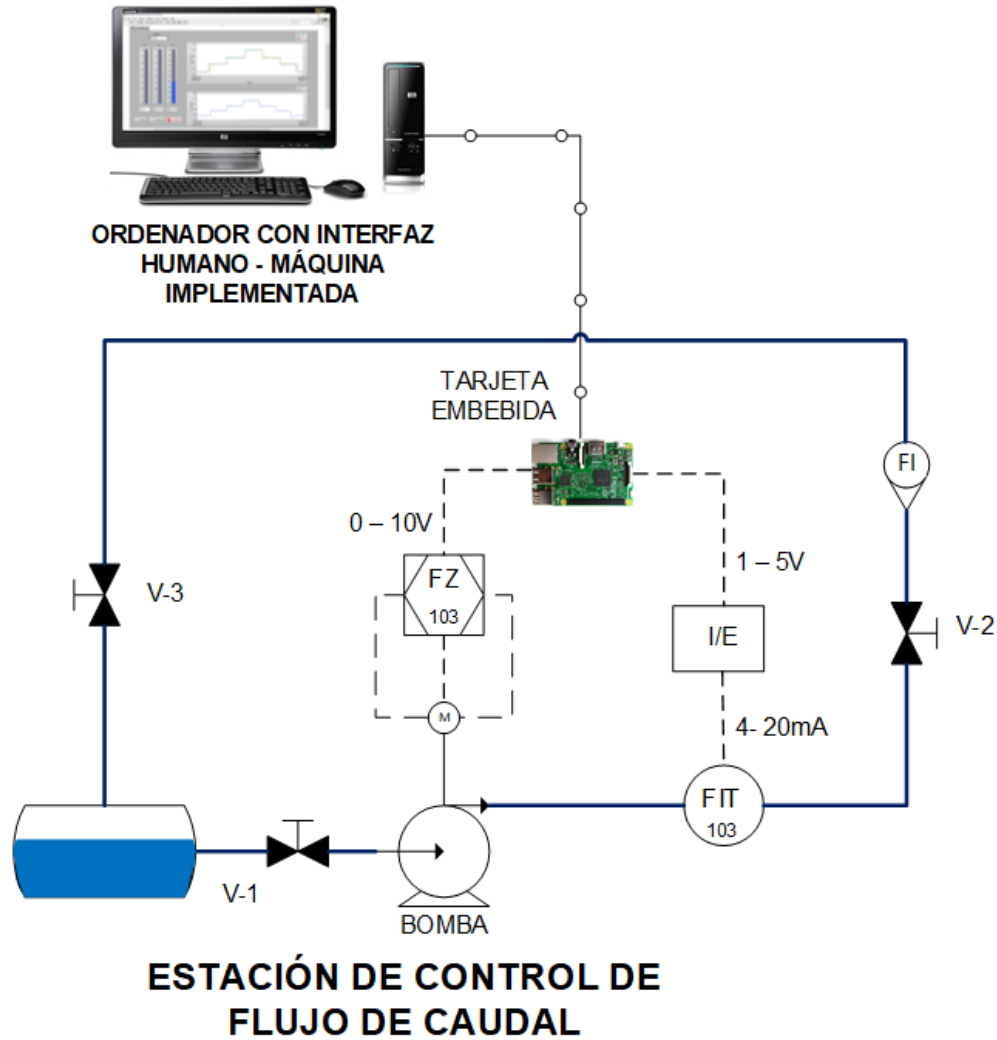 ORDENADOR CON INTERFAZ
HUMANO - MÁQUINA
IMPLEMENTADA
TARJETA
EMBEBIDA
FI
0 – 10V
1 – 5V
V-3
FZ
103
I/E
V-2
M
4- 20mA
FIT
103
V-1
BOMBA
ESTACIÓN DE CONTROL DE
FLUJO DE CAUDAL